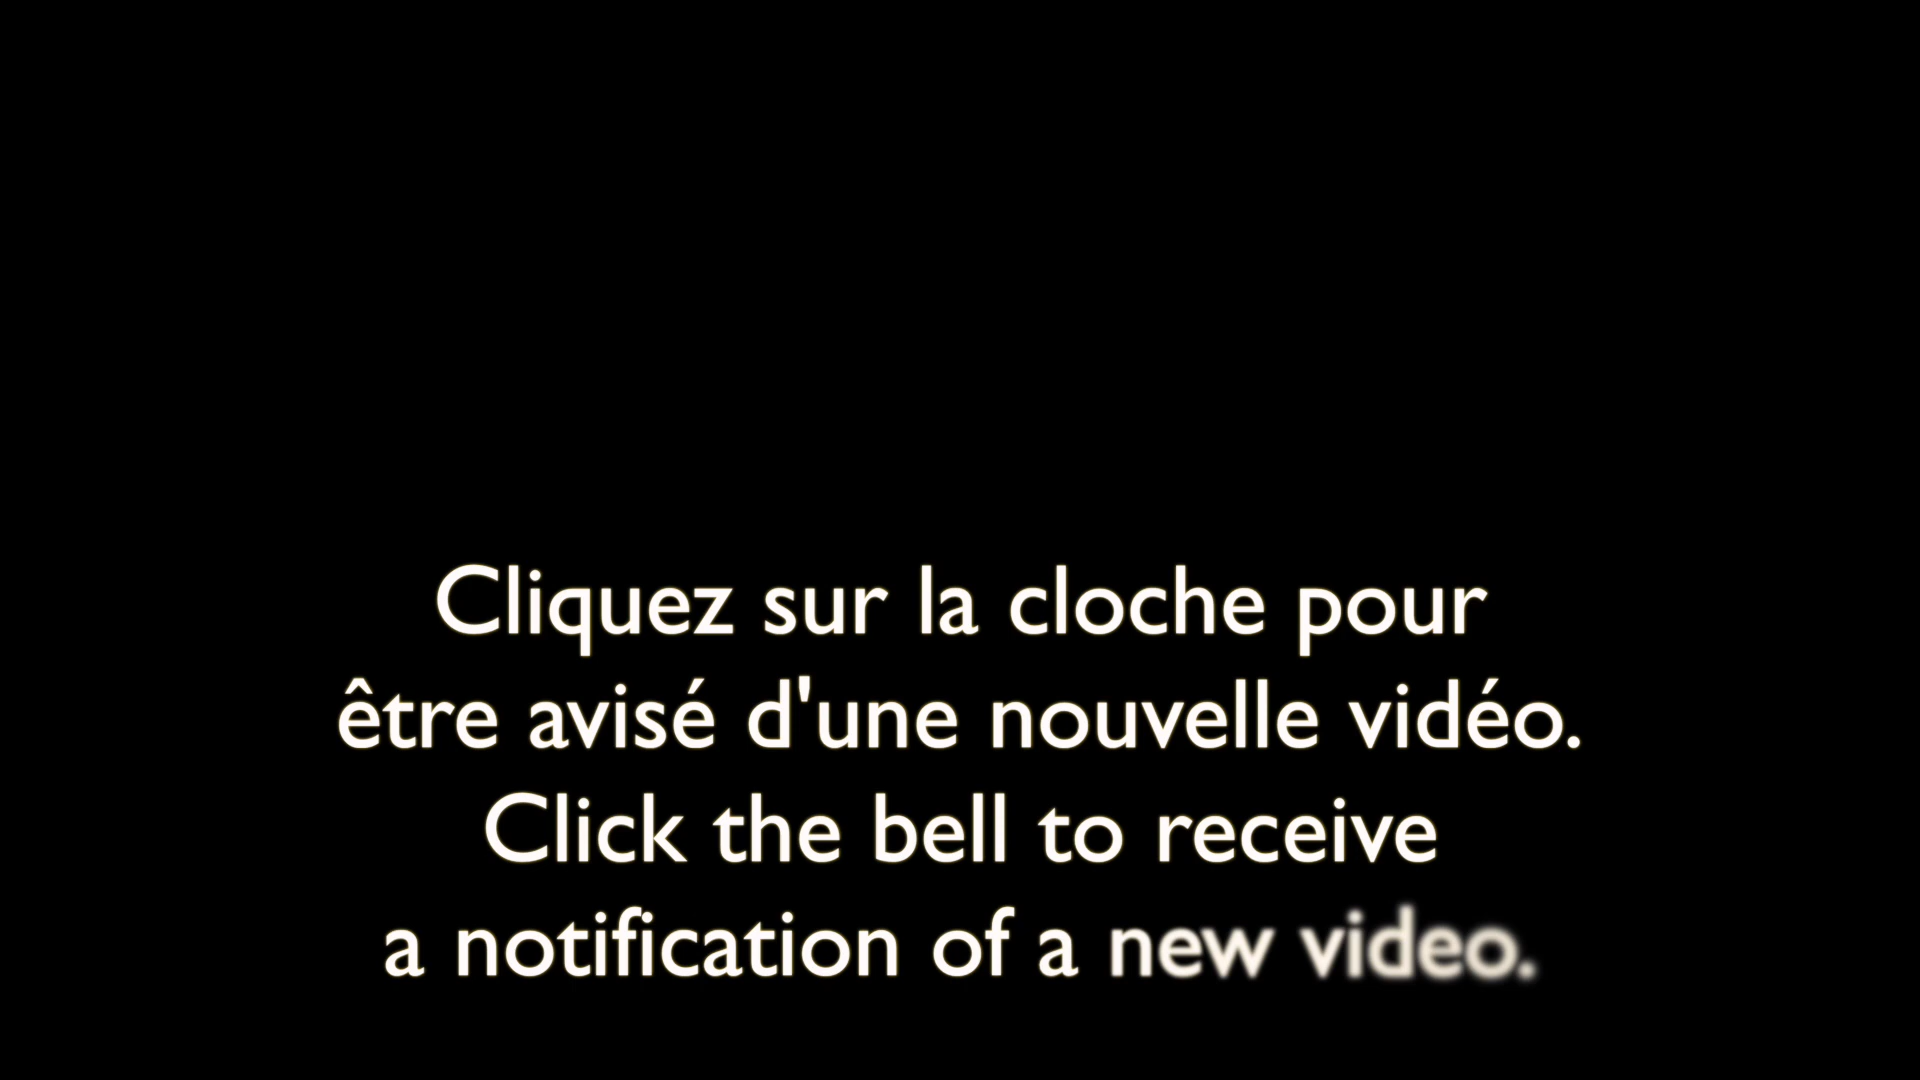 Cliquez sur la cloche pour
être avisé d'une nouvelle vidéo.
Click the bell to receive
a notification of a new video.